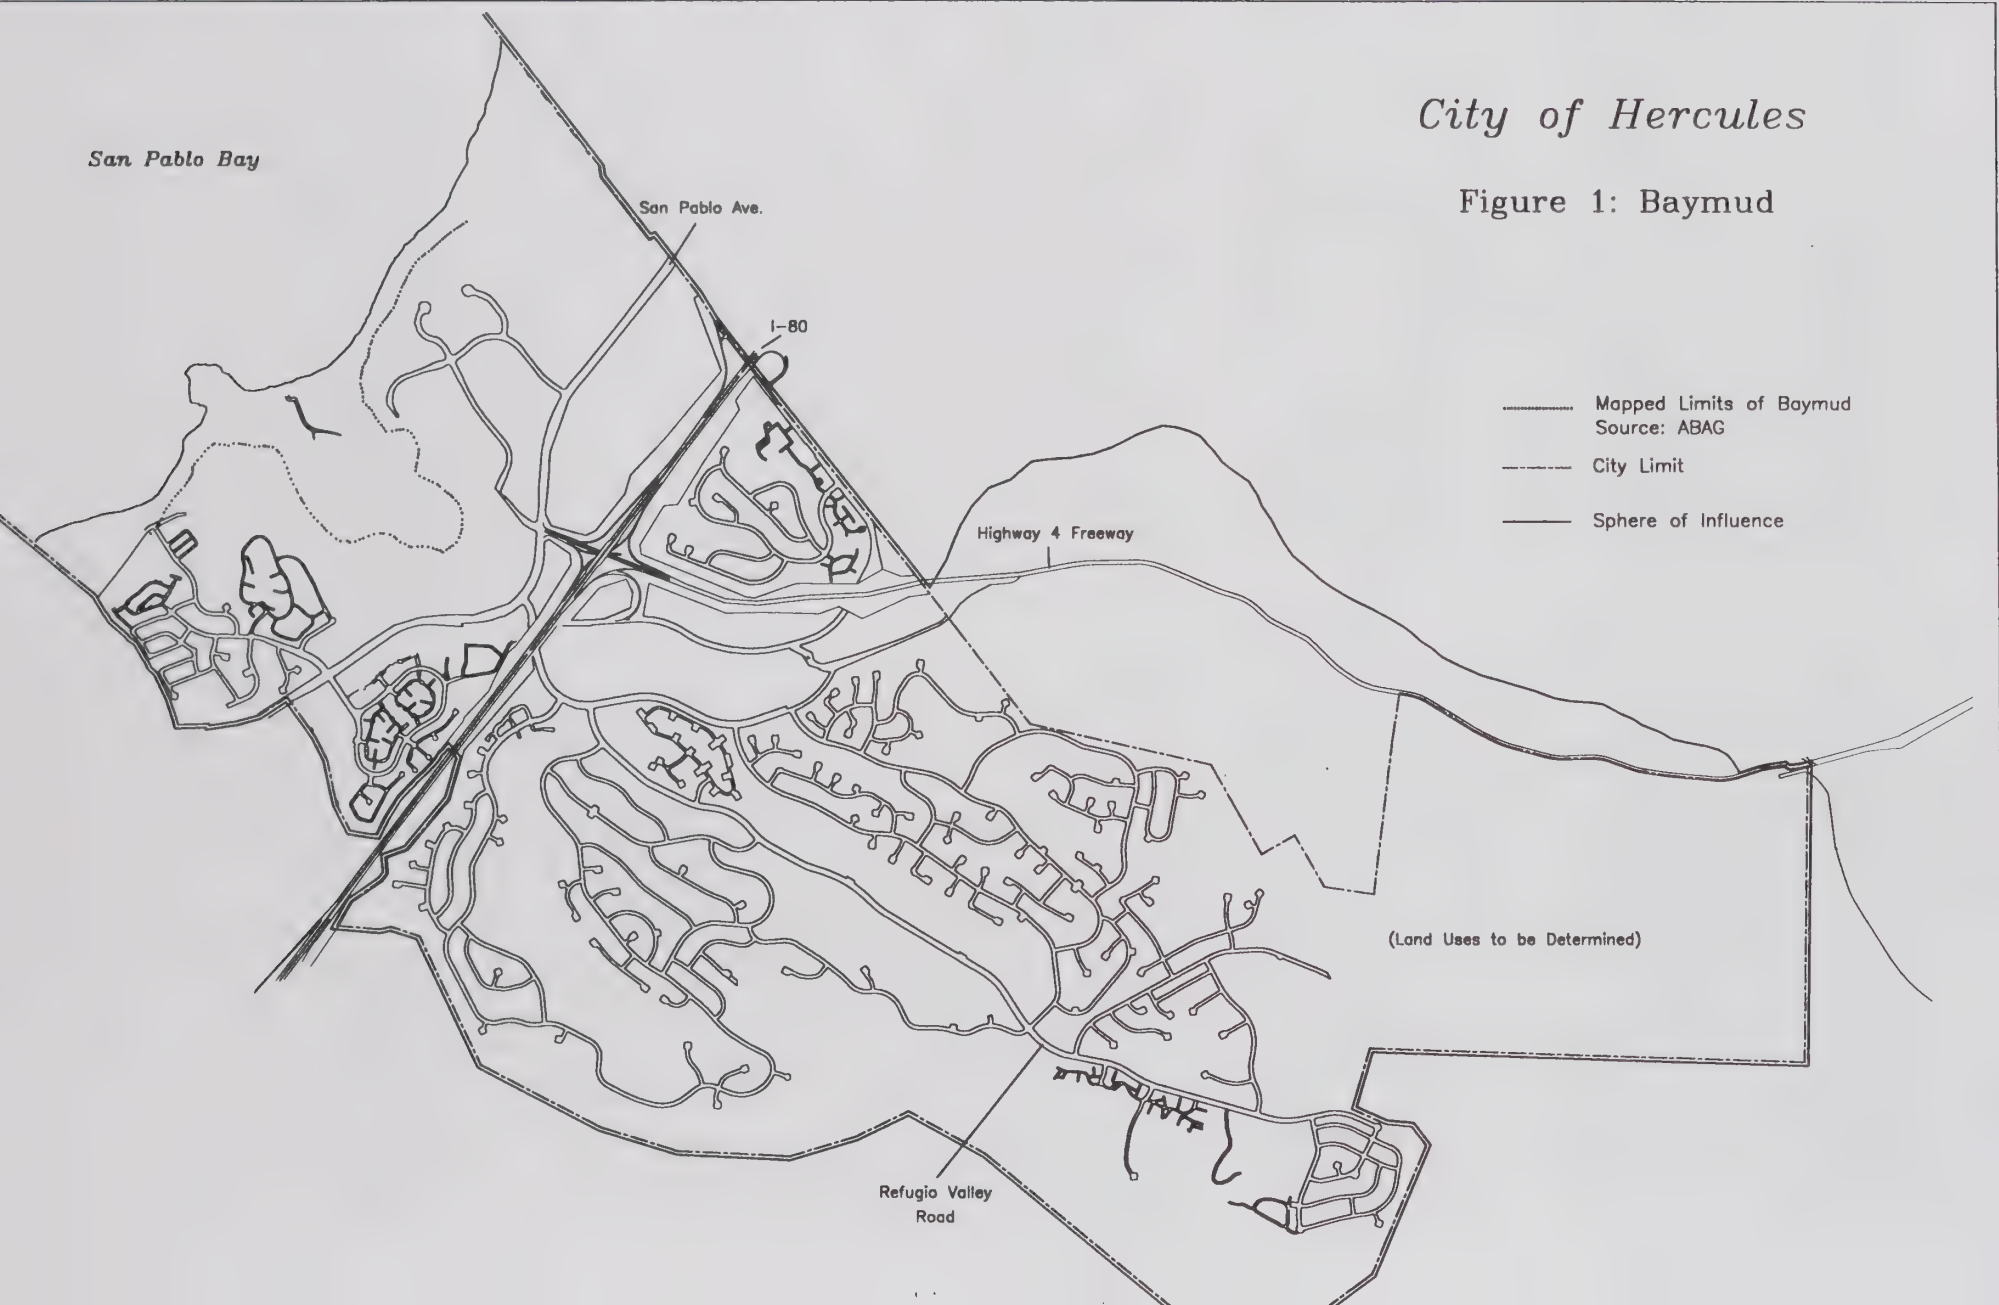 City of Hercules
Figure 1: Baymud
San Pablo Bay
San Pablo Ave.
I-80
Mapped Limits of Baymud
Source: ABAG
City Limit
Sphere of Influence
Highway 4 Freeway
(Land Uses to be Determined)
Refugio Valley
Road